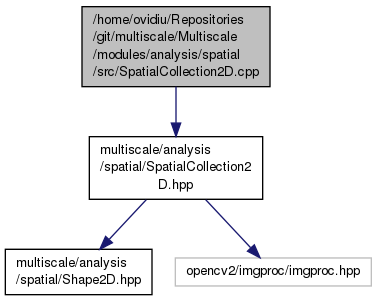 /home/ovidiu/Repositories
/git/multiscale/Multiscale
/modules/analysis/spatial
/src/SpatialCollection2D.cpp
multiscale/analysis
/spatial/SpatialCollection2
D.hpp
multiscale/analysis
/spatial/Shape2D.hpp
opencv2/imgproc/imgproc.hpp